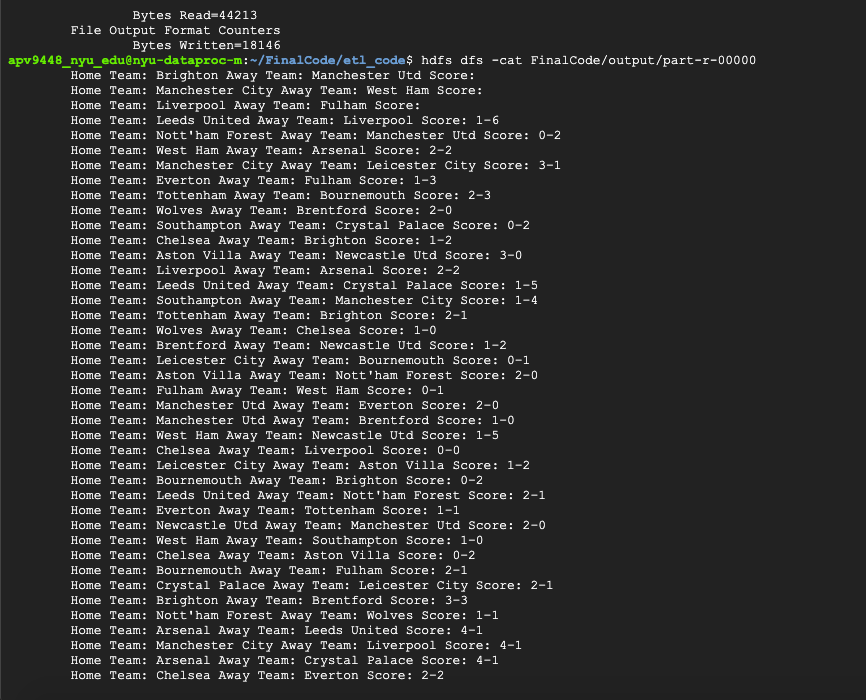 Bytes Read=44213
File Output Format Counters
Bytes Written=18146
apv9448_nyu_edu@nyu-dataproc-m:~/FinalCode/etl_code$ hdfs dfs -cat FinalCode/output/part-r-00000
Home Team: Brighton Away Team: Manchester Utd Score:
Home Team: Manchester City Away Team: West Ham Score:
Home Team: Liverpool Away Team: Fulham Score:
Home Team: Leeds United Away Team: Liverpool Score: 1-6
Home Team: Nott'ham Forest Away Team: Manchester Utd Score: 0-2
Home Team: West Ham Away Team: Arsenal Score: 2-2
Home Team: Manchester City Away Team: Leicester City Score: 3-1
Home Team: Everton Away Team: Fulham Score: 1-3
Home Team: Tottenham Away Team: Bournemouth Score: 2-3
Home Team: Wolves Away Team: Brentford Score: 2-0
Home Team: Southampton Away Team: Crystal Palace Score: 0-2
Home Team: Chelsea Away Team: Brighton Score: 1-2
Home Team: Aston Villa Away Team: Newcastle Utd Score: 3-0
Home Team: Liverpool Away Team: Arsenal Score: 2-2
Home Team: Leeds United Away Team: Crystal Palace Score: 1-5
Home Team: Southampton Away Team: Manchester City Score: 1-4
Home Team: Tottenham Away Team: Brighton Score: 2-1
Home Team: Wolves Away Team: Chelsea Score: 1-0
Home Team: Brentford Away Team: Newcastle Utd Score: 1-2
Home Team: Leicester City Away Team: Bournemouth Score: 0-1
Home Team: Aston Villa Away Team: Nott'ham Forest Score: 2-0
Home Team: Fulham Away Team: West Ham Score: 0-1
Home Team: Manchester Utd Away Team: Everton Score: 2-0
Home Team: Manchester Utd Away Team: Brentford Score: 1-0
Home Team: West Ham Away Team: Newcastle Utd Score: 1-5
Home Team: Chelsea Away Team: Liverpool Score: 0-0
Home Team: Leicester City Away Team: Aston Villa Score: 1-2
Home Team: Bournemouth Away Team: Brighton Score: 0-2
Home Team: Leeds United Away Team: Nott'ham Forest Score: 2-1
Home Team: Everton Away Team: Tottenham Score: 1-1
Home Team: Newcastle Utd Away Team: Manchester Utd Score: 2-0
Home Team: West Ham Away Team: Southampton Score: 1-0
Home Team: Chelsea Away Team: Aston Villa Score: 0-2
Home Team: Bournemouth Away Team: Fulham Score: 2-1
Home Team: Crystal Palace Away Team: Leicester City Score: 2-1
Home Team: Brighton Away Team: Brentford Score: 3-3
Home Team: Nott'ham Forest Away Team: Wolves Score: 1-1
Home Team: Arsenal Away Team: Leeds United Score: 4-1
Home Team: Manchester City Away Team: Liverpool Score: 4-1
Home Team: Arsenal Away Team: Crystal Palace Score: 4-1
Home Team: Chelsea Away Team: Everton Score: 2-2